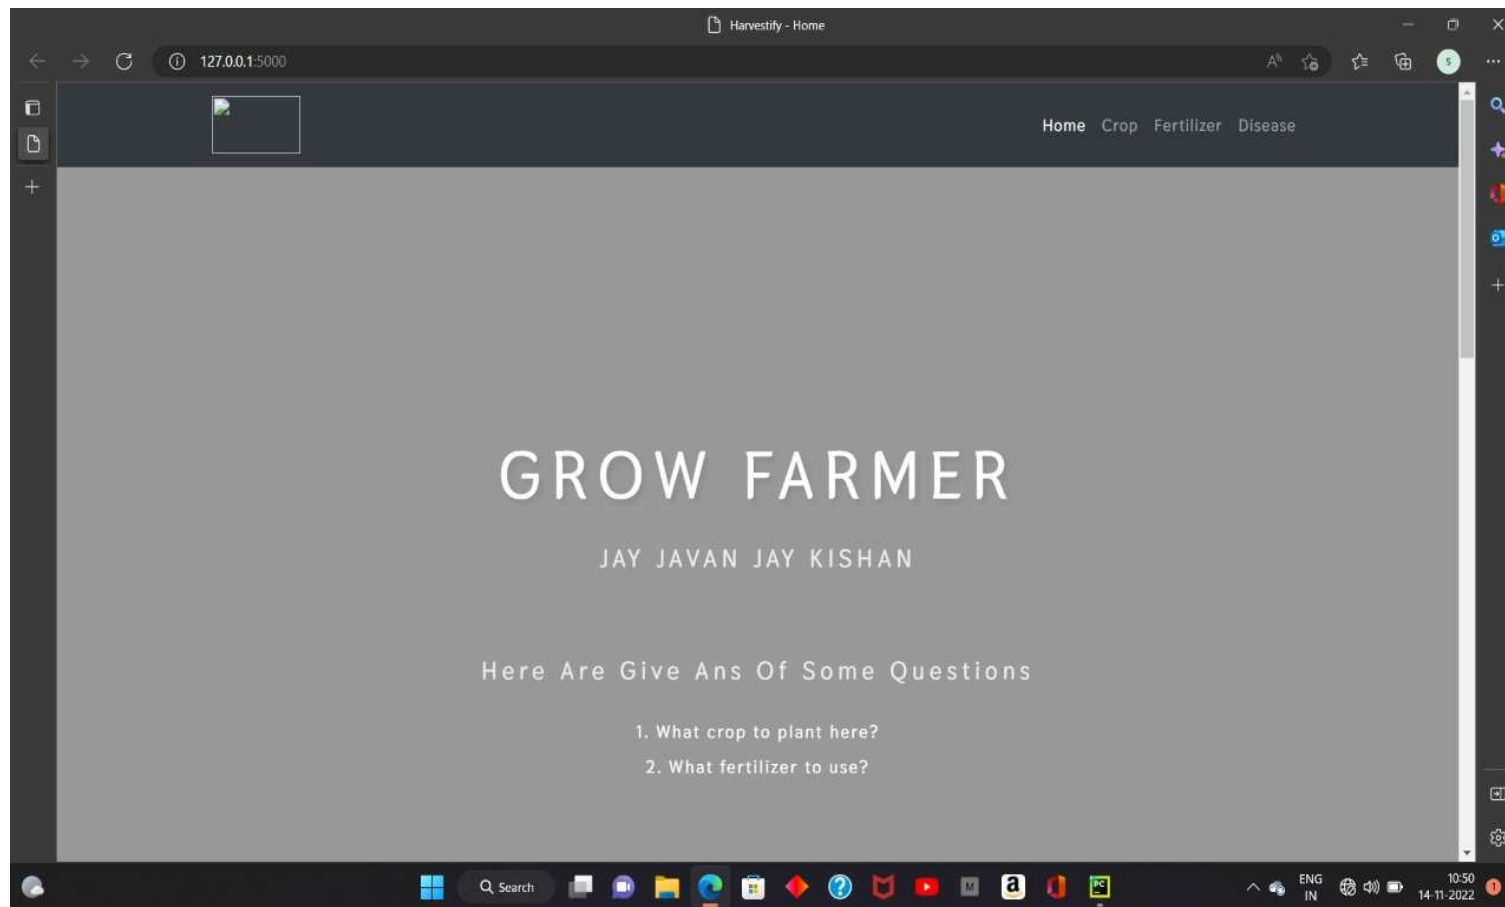 Harvestify - Home
127.0.0.1:5000
Home Crop Fertilizer Disease
GROW FARMER
JAY JAVAN JAY KISHAN
Here Are Give Ans Of Some Questions
1. What crop to plant here?
2. What fertilizer to use?
Search
ENG
IN
10:50
14-11-2022
1